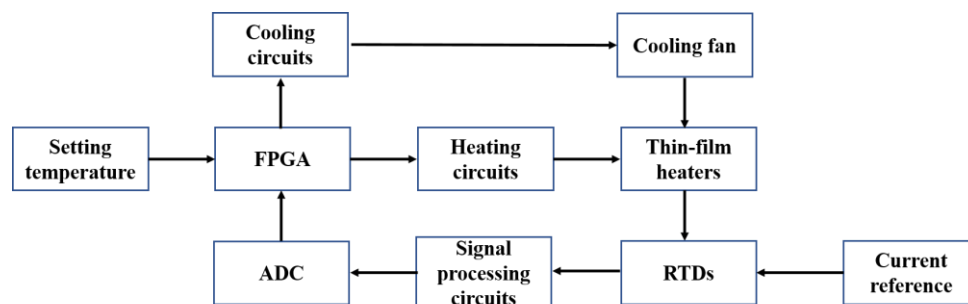 Cooling
circuits
Cooling fan
Setting
temperature
FPGA
Heating
circuits
Thin-film
heaters
ADC
Signal
processing
circuits
RTDs
Current
reference